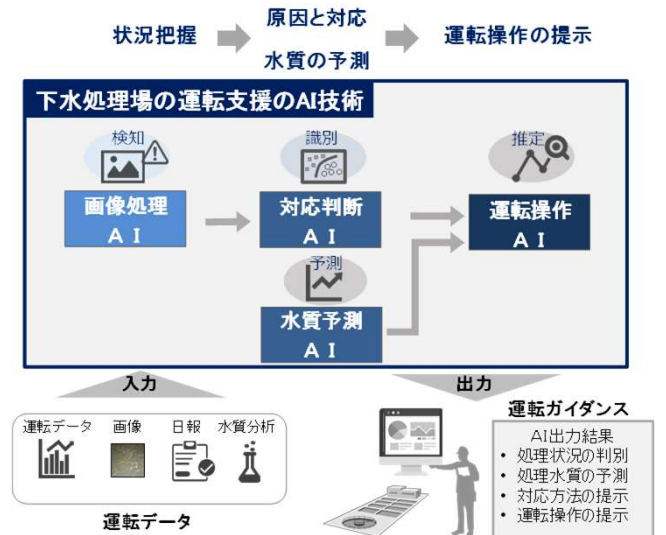 状況把握
原因と対応
水質の予測
運転操作の提示
下水処理場の運転支援のAI技術
検知
画像処理
ＡＩ
識別
対応判断
ＡＩ
推定
運転操作
ＡＩ
予測
水質予測
ＡＩ
入力
出力
運転データ
画像
日報
水質分析
運転データ
運転ガイダンス
AI出力結果
• 処理状況の判別
• 処理水質の予測
• 対応方法の提示
• 運転操作の提示